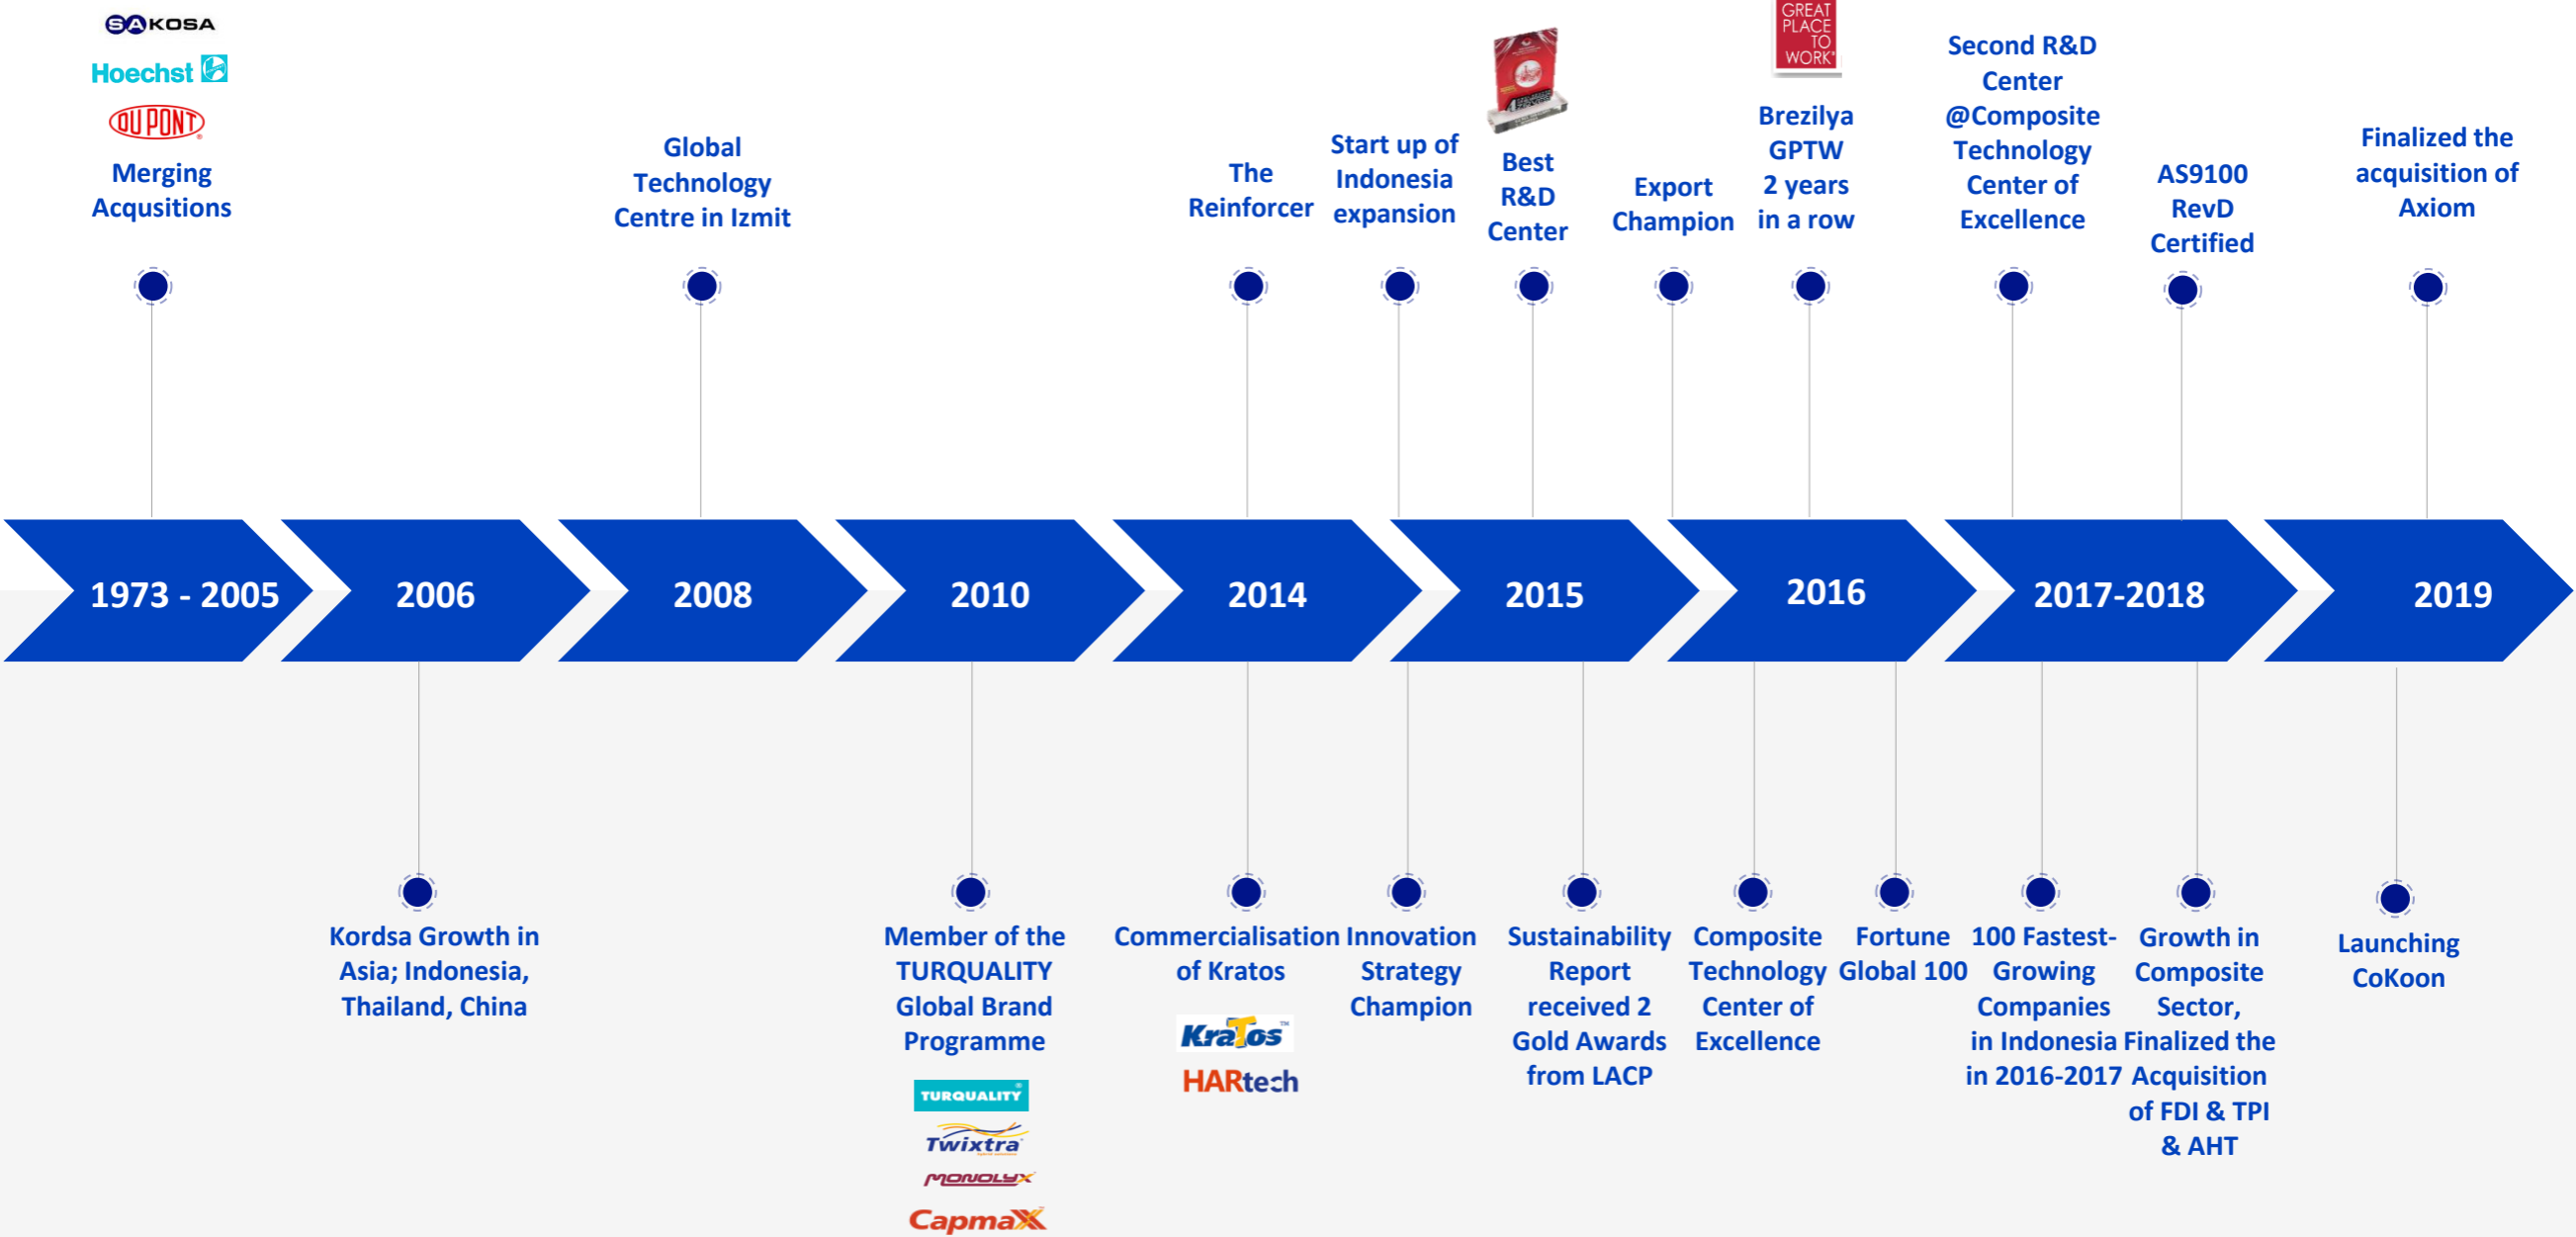 SAKOSA
Hoechst
DU PONT
Merging
Acqusitions
Global
Technology
Centre in Izmit
The
Reinforcer
Start up of
Indonesia
expansion
Best
R&D
Center
Export
Champion
GREAT
PLACE
TO
WORK®
Brezilya
GPTW
2 years
in a row
Second R&D
Center
@Composite
Technology
Center of
Excellence
AS9100
RevD
Certified
Finalized the
acquisition of
Axiom
1973 - 2005
2006
2008
2010
2014
2015
2016
2017-2018
2019
Kordsa Growth in
Asia; Indonesia,
Thailand, China
Member of the
TURQUALITY
Global Brand
Programme
TURQUALITY®
Twixtra
MONOLYX
CapmaX
Commercialisation
of Kratos
KraTos™
HARtech
Innovation
Strategy
Champion
Sustainability
Report
received 2
Gold Awards
from LACP
Composite
Technology
Center of
Excellence
Fortune
Global 100
100 Fastest-
Growing
Companies
in Indonesia
in 2016-2017
Growth in
Composite
Sector,
Finalized the
Acquisition
of FDI & TPI
& AHT
Launching
CoKoon